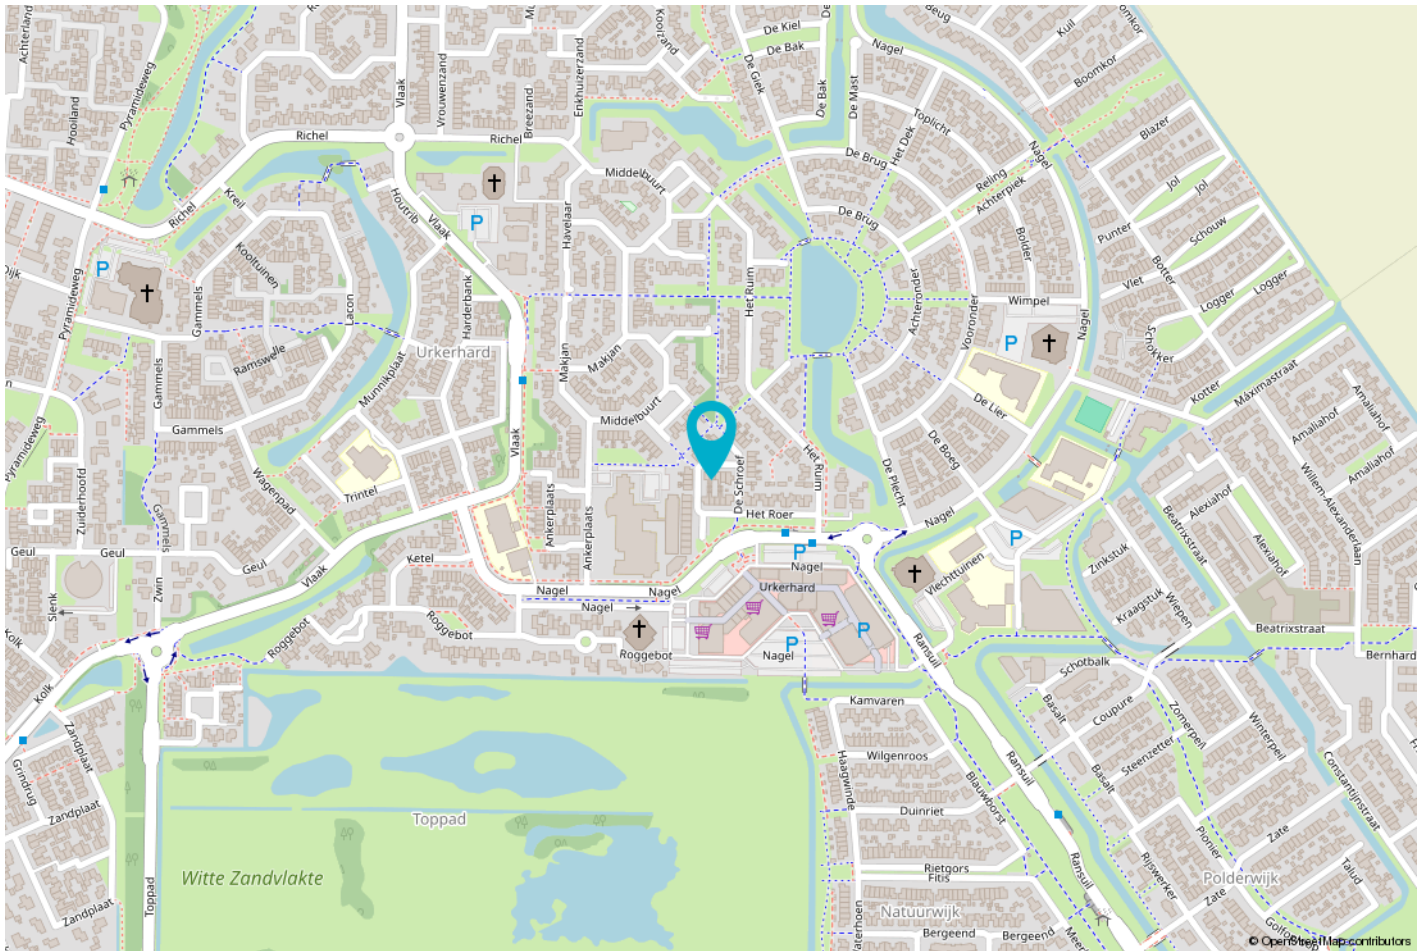 De Kiel
De Bak
De Bak
De Mast
De Giek
Nagel
Kuil
Boomkor
Achterland
Hooiland
Pyramideweg
Vlaak
Vrouwenzand
Breezand
Enkhuizerzand
Kooizand
Toplicht
Blazer
Richel
Richel
De Brug
Het Dek
Reling
Nagel
Achterpiek
Jol
Jol
Middelbuurt
Houtrib
Kreil
Richel
Vlaak
P
Havelaar
De Brug
Bolder
Punter
Schouw
Botter
Kooltuinen
P
Dijk
Pyramideweg
Gammels
Lacon
Harderbank
Het Ruim
Achteronder
Vooronder
Wimpel
Vlet
Logger
Logger
Nagel
P
Schokker
Urkerhard
Makjan
Makjan
Ramswelle
Munnikplaat
Gammels
Gammels
Kotter
Máximastraat
Amaliahof
Amaliahof
Amaliahof
De Lier
De Boeg
Middelbuurt
Vlaak
Pyramideweg
Het Ruim
De Plecht
De Schroef
Willem-Alexanderlaan
Wagenpad
Trintel
Zuiderhoofd
Gammels
Ankerplaats
Ankerplaats
Het Roer
Nagel
Beatrixstraat
Alexiahof
Alexiahof
P
P
Geul
Geul
Geul
Ketel
Vlaak
Zwin
Slenk
Nagel
Nagel
Nagel
Nagel
Urkerhard
Vlechttuinen
Zinkstuk
Kraagstuk
Wiepen
Beatrixstraat
Bernhard
Kolk
Roggebot
Roggebot
Roggebot
P
P
Nagel
Ransuil
Schotbalk
Kolk
Kamvaren
Basalt
Coupure
Zomerpeil
Winterpeil
Zandplaat
Grindrug
Haagwinde
Wilgenroos
Ransuil
Steenzetter
Basalt
Constantijnstraat
Blauwborst
Duinriet
Zandplaat
Toppad
Pionier
Zate
Rijswerker
Ransuil
Talud
Rietgors
Fitis
Polderwijk
Witte Zandvlakte
Toppad
Zandplaat
Natuurwijk
Zate
Bergeend
Bergeend
© OpenStreetMap contributors